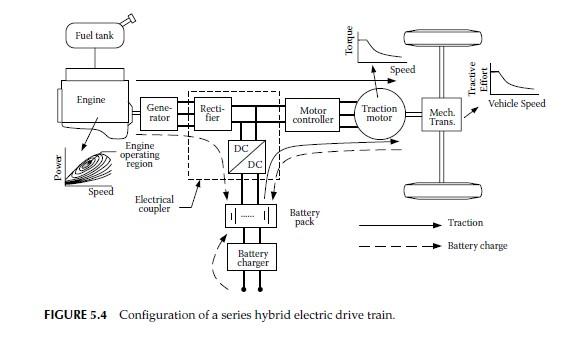 Fuel tank
Torque
Speed
Tractive
Effort
Vehicle Speed
Engine
Gene-
rator
Recti-
fier
Motor
controller
Traction
motor
Mech.
Trans.
Power
Speed
Engine
operating
region
DC
DC
Electrical
coupler
Battery
pack
Battery
charger
Traction
Battery charge
FIGURE 5.4 Configuration of a series hybrid electric drive train.